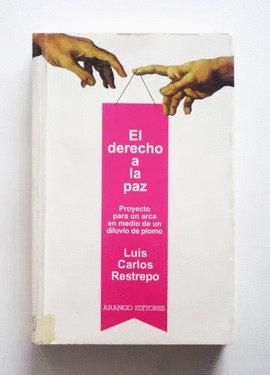 El
derecho
a
la
paz
Proyecto
para un arca
en medio de un
diluvio de plomo
Luis
Carlos
Restrepo
ARANGO EDITORES